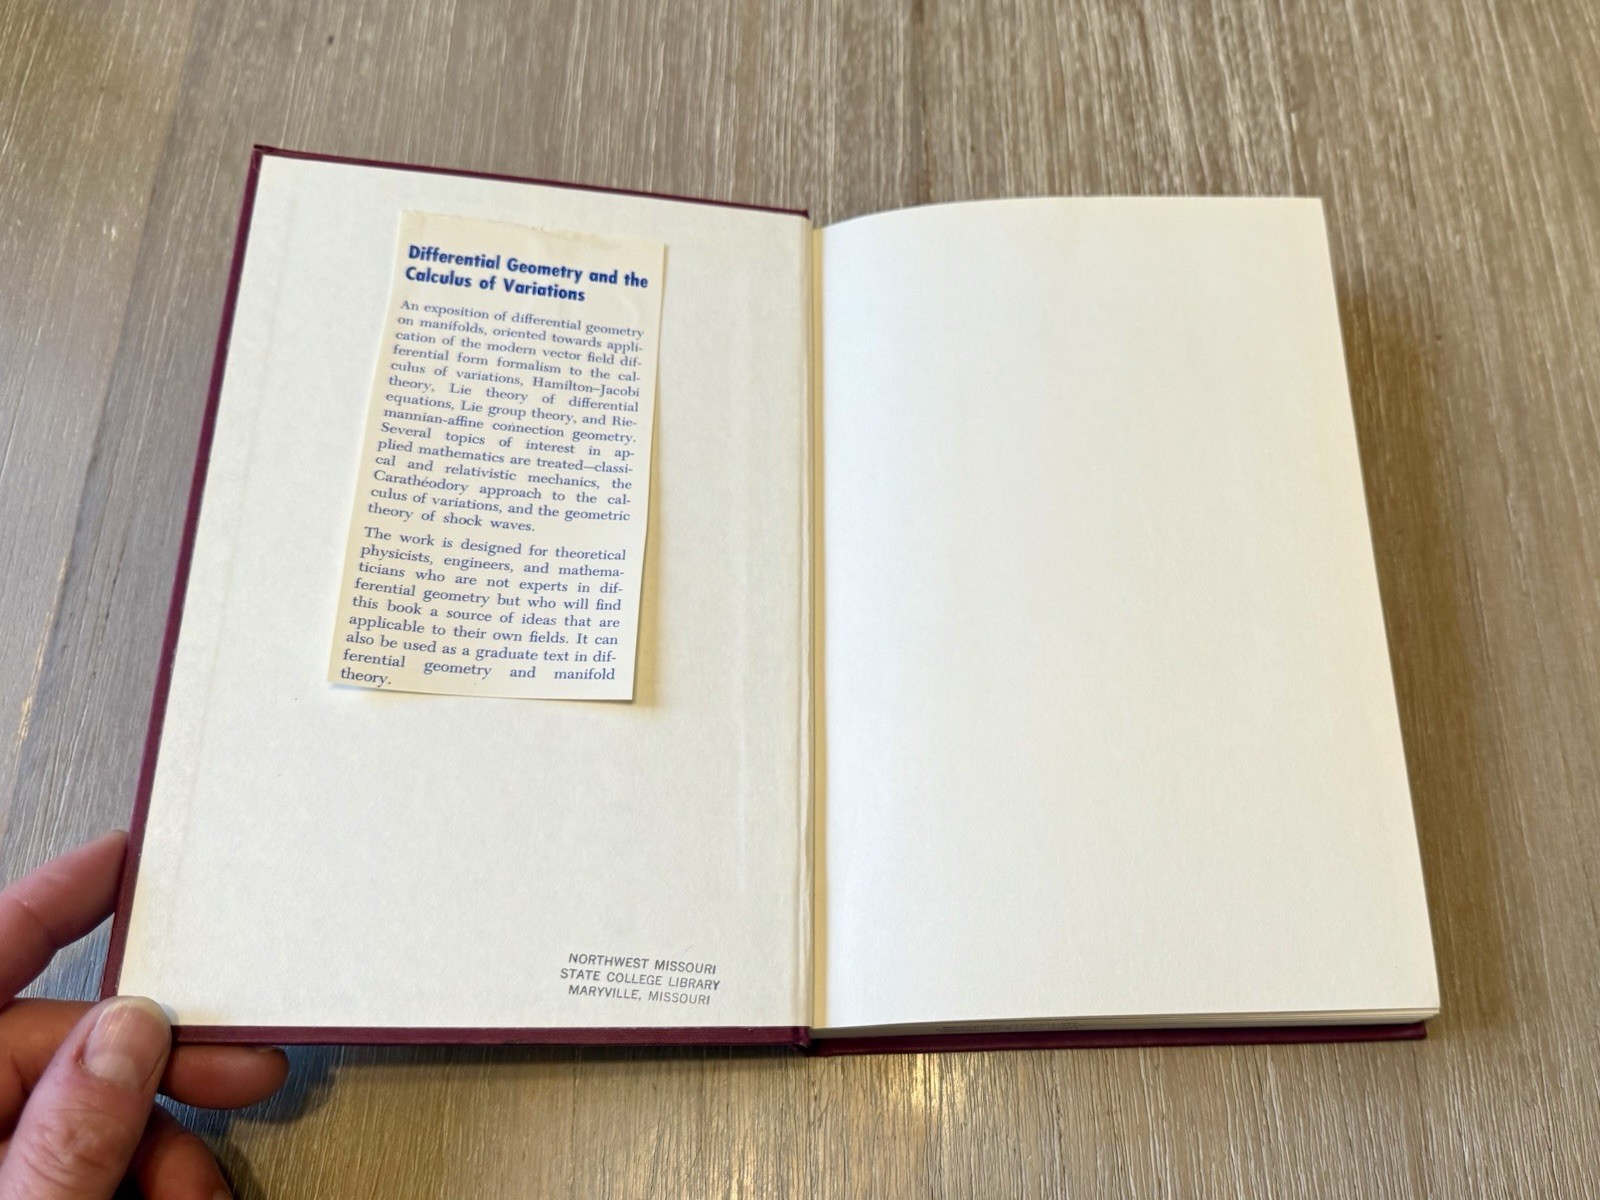 Differential Geometry and the
Calculus of Variations
An exposition of differential geometry
on manifolds, oriented towards appli-
cation of the modern vector field dif-
ferential form formalism to the cal-
culus of variations, Hamilton–Jacobi
theory, Lie theory of differential
equations, Lie group theory, and Rie-
mannian-affine connection geometry.
Several topics of interest in ap-
plied mathematics are treated—classi-
cal and relativistic mechanics, the
Carathéodory approach to the cal-
culus of variations, and the geometric
theory of shock waves.
The work is designed for theoretical
physicists, engineers, and mathema-
ticians who are not experts in dif-
ferential geometry but who will find
this book a source of ideas that are
applicable to their own fields. It can
also be used as a graduate text in dif-
ferential geometry and manifold
theory.
NORTHWEST MISSOURI
STATE COLLEGE LIBRARY
MARYVILLE, MISSOURI